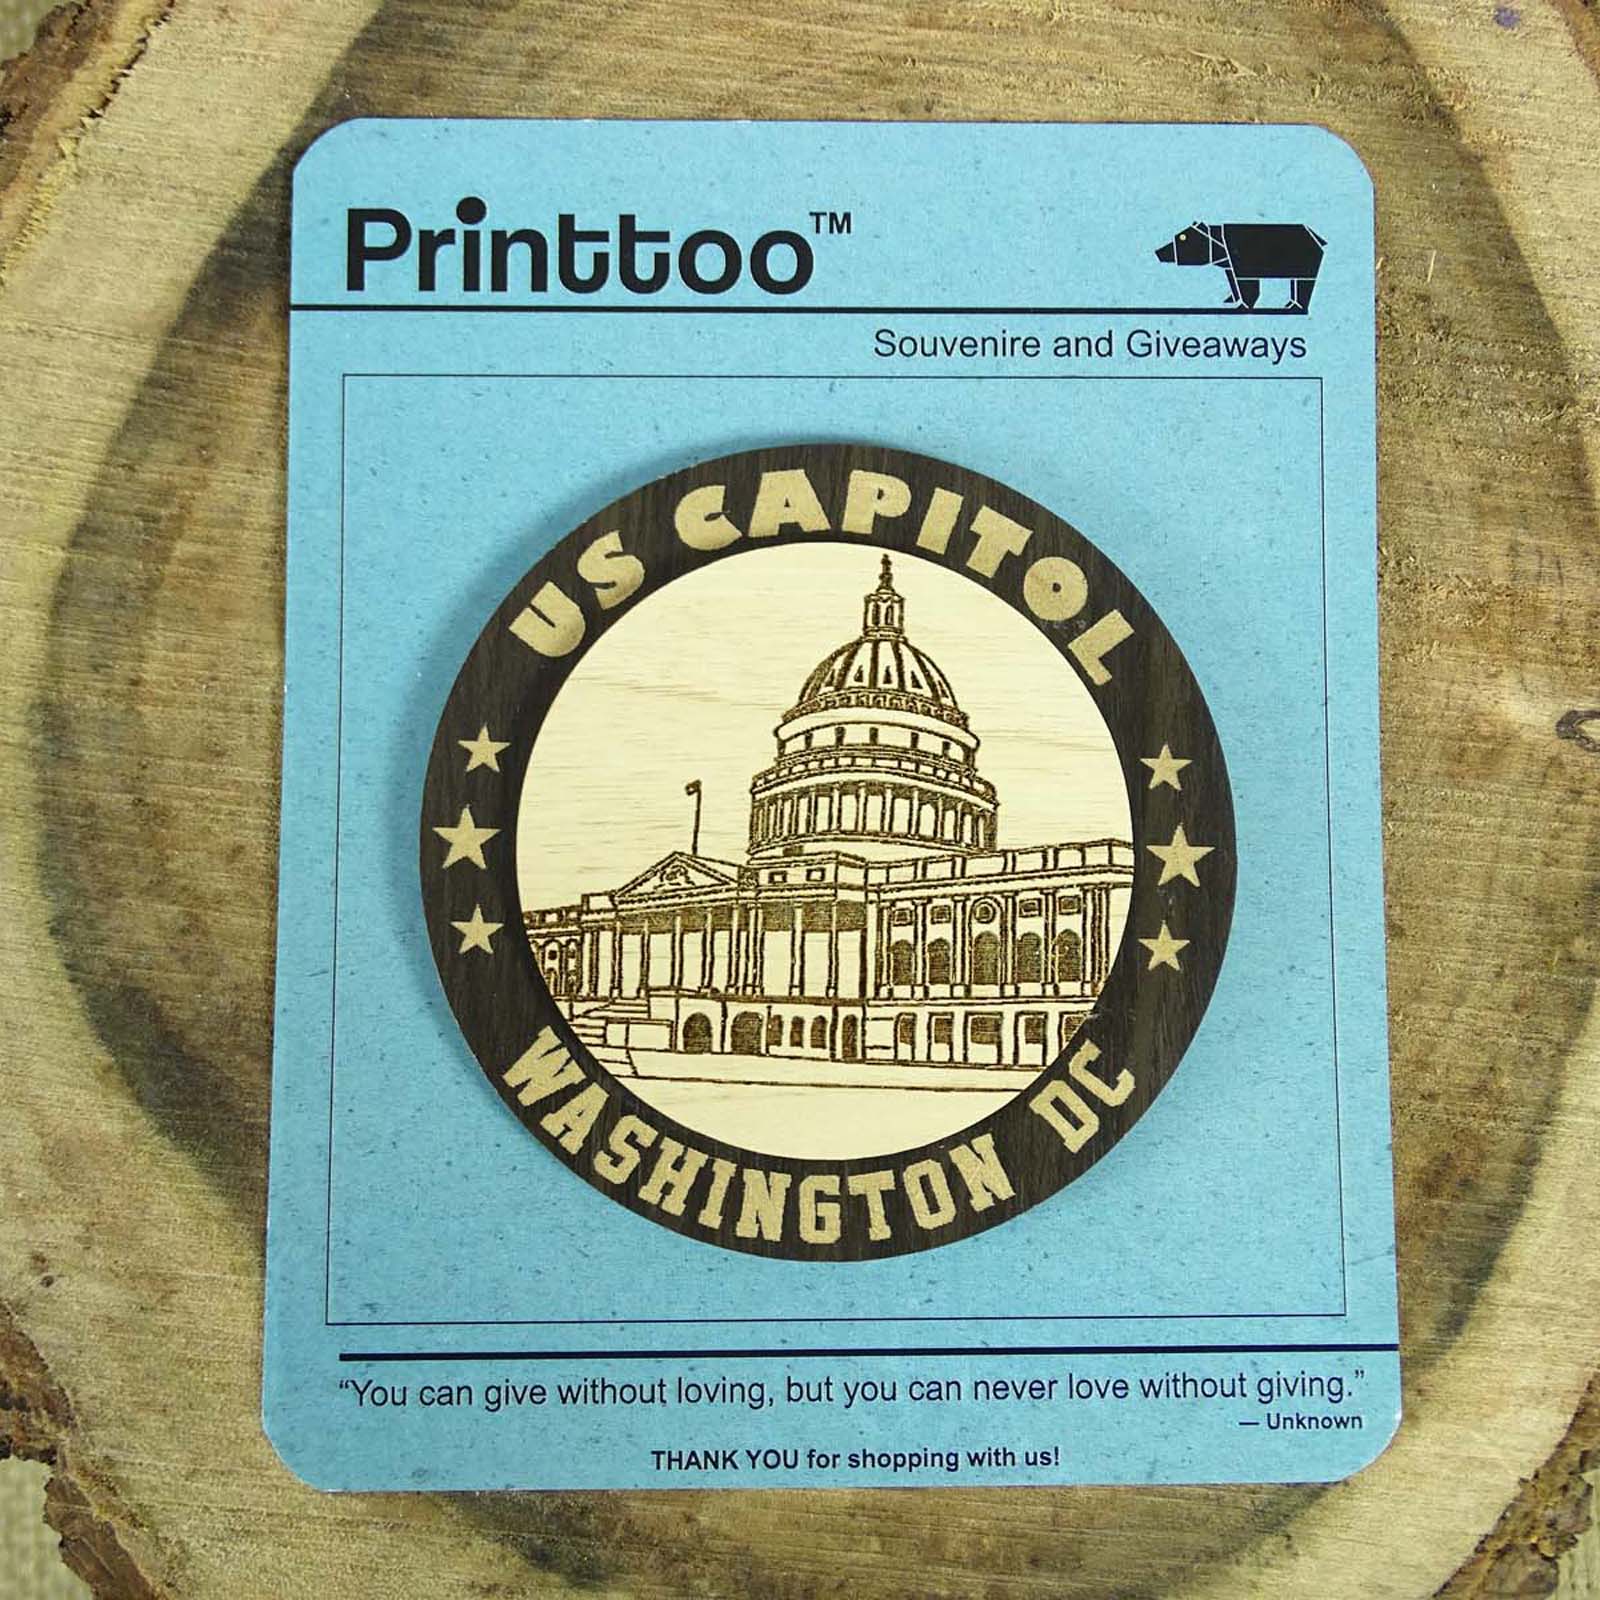 Printtoo™
Souvenire and Giveaways
US CAPITOL
WASHINGTON DC
“You can give without loving, but you can never love without giving.”
— Unknown
THANK YOU for shopping with us!